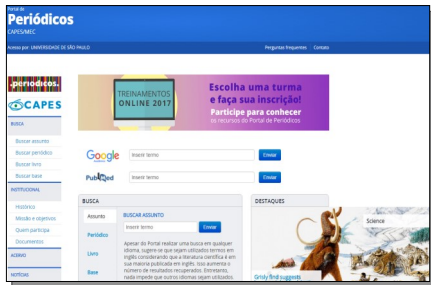 Portal de
Periódicos
CAPES/MEC
Acesso por: UNIVERSIDADE DE SÃO PAULO
Perguntas frequentes
Contato
.periodicos.
CAPES
TREINAMENTOS
ONLINE 2017
Escolha uma turma
e faça sua inscrição!
Participe para conhecer
os recursos do Portal de Periódicos
BUSCA
Buscar assunto
Buscar periódico
Buscar livro
Buscar base
INSTITUCIONAL
Histórico
Missão e objetivos
Quem participa
Documentos
ACERVO
NOTÍCIAS
Google
Inserir termo
Enviar
PubMed
Inserir termo
Enviar
BUSCA
Assunto
Periódico
Livro
Base
BUSCAR ASSUNTO
Inserir termo
Enviar
Apesar do Portal realizar uma busca em qualquer
idioma, sugere-se que sejam utilizados termos em
inglês considerando que a literatura científica é em
sua maioria publicada em inglês. Isso aumenta o
número de resultados recuperados. Entretanto,
nada impede que outros idiomas sejam utilizados.
DESTAQUES
Science
Grisly find suggests